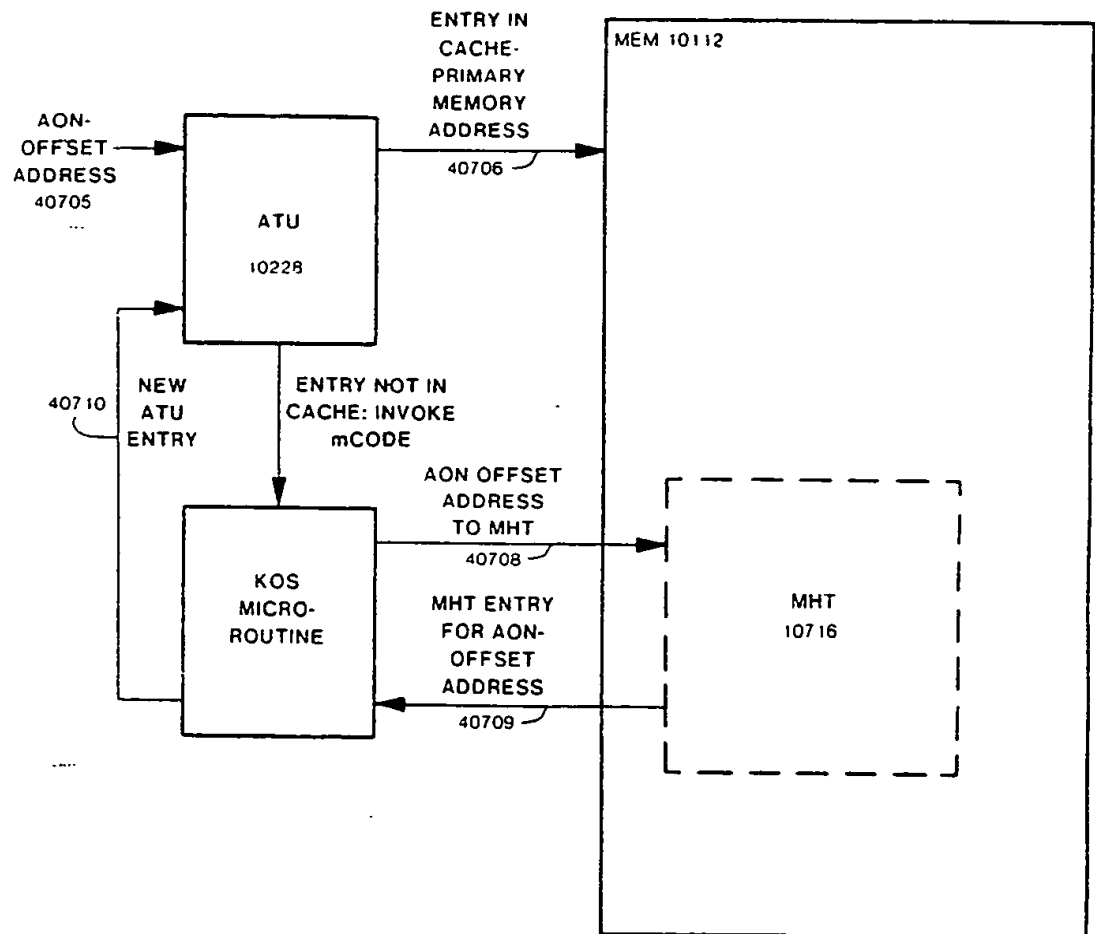 ENTRY IN
CACHE-
PRIMARY
MEMORY
ADDRESS
40706
MEM 10112
AON-
OFFSET
ADDRESS
40705
ATU
10228
40710
NEW
ATU
ENTRY
ENTRY NOT IN
CACHE: INVOKE
mCODE
AON OFFSET
ADDRESS
TO MHT
40708
KOS
MICRO-
ROUTINE
MHT ENTRY
FOR AON-
OFFSET
ADDRESS
40709
MHT
10716